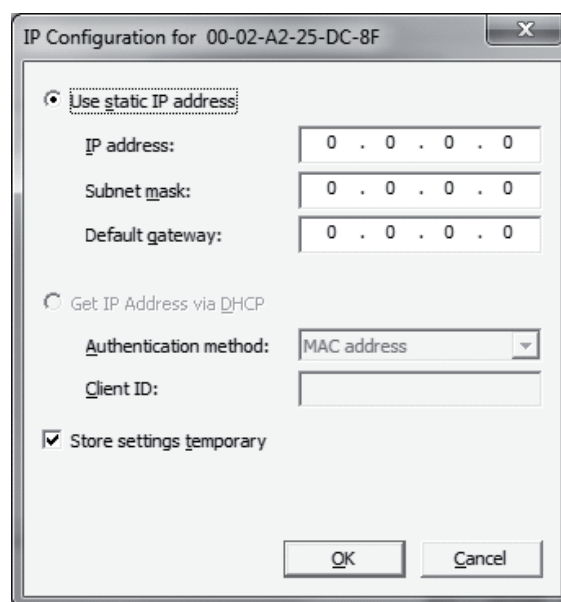 IP Configuration for 00-02-A2-25-DC-8F
x
Use static IP address
IP address: 0 . 0 . 0 . 0
Subnet mask: 0 . 0 . 0 . 0
Default gateway: 0 . 0 . 0 . 0
Get IP Address via DHCP
Authentication method: MAC address
Client ID:
Store settings temporary
OK Cancel